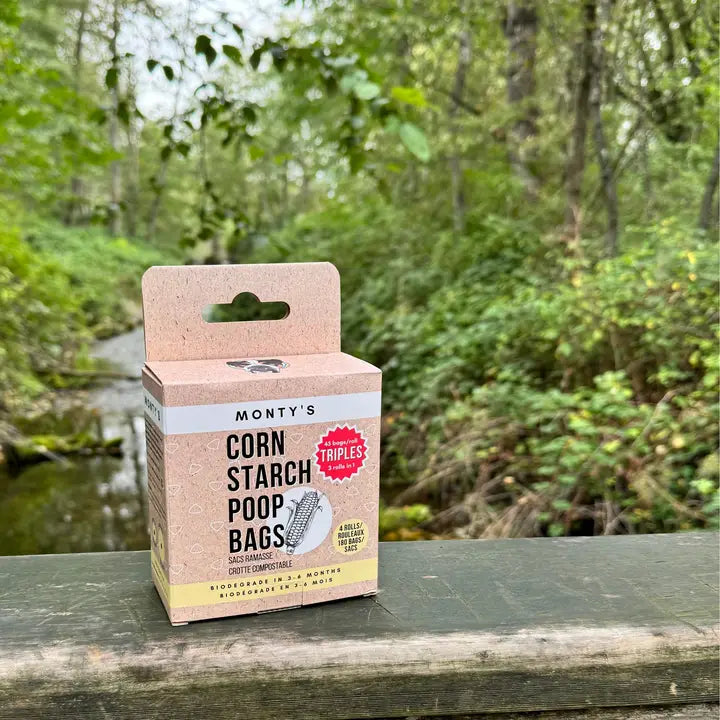 MONTY'S
CORN
STARCH
POOP
BAGS
SACS RAMASSE
CROTTE COMPOSTABLE
45 bags/roll
TRIPLES
3 rolls in 1
4 ROLLS/
ROULEAUX
180 BAGS/
SACS
BIODEGRADE IN 3-6 MONTHS
BIODÉGRADE EN 3-6 MOIS